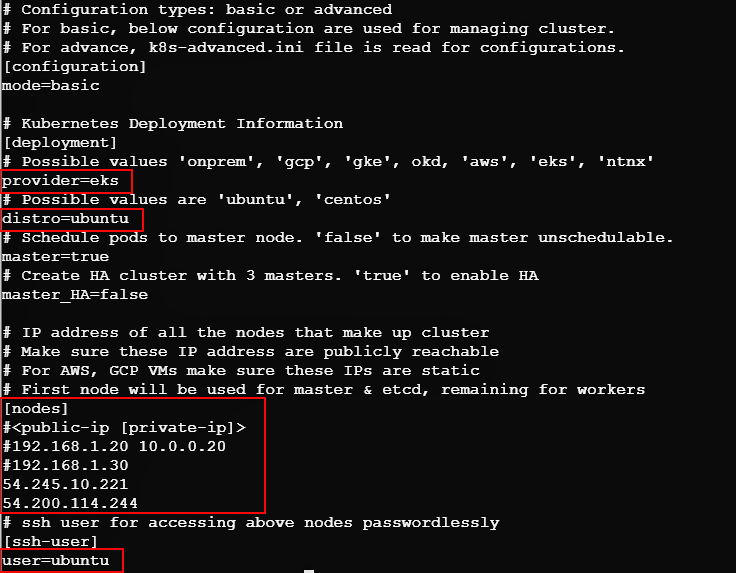 # Configuration types: basic or advanced
# For basic, below configuration are used for managing cluster.
# For advance, k8s-advanced.ini file is read for configurations.
[configuration]
mode=basic
# Kubernetes Deployment Information
[deployment]
# Possible values 'onprem', 'gcp', 'gke', okd, 'aws', 'eks', 'ntnx'
provider=eks
# Possible values are 'ubuntu', 'centos'
distro=ubuntu
# Schedule pods to master node. 'false' to make master unschedulable.
master=true
# Create HA cluster with 3 masters. 'true' to enable HA
master_HA=false
# IP address of all the nodes that make up cluster
# Make sure these IP address are publicly reachable
# For AWS, GCP VMs make sure these IPs are static
# First node will be used for master & etcd, remaining for workers
[nodes]
#<public-ip [private-ip]>
#192.168.1.20 10.0.0.20
#192.168.1.30
54.245.10.221
54.200.114.244
# ssh user for accessing above nodes passwordlessly
[ssh-user]
user=ubuntu